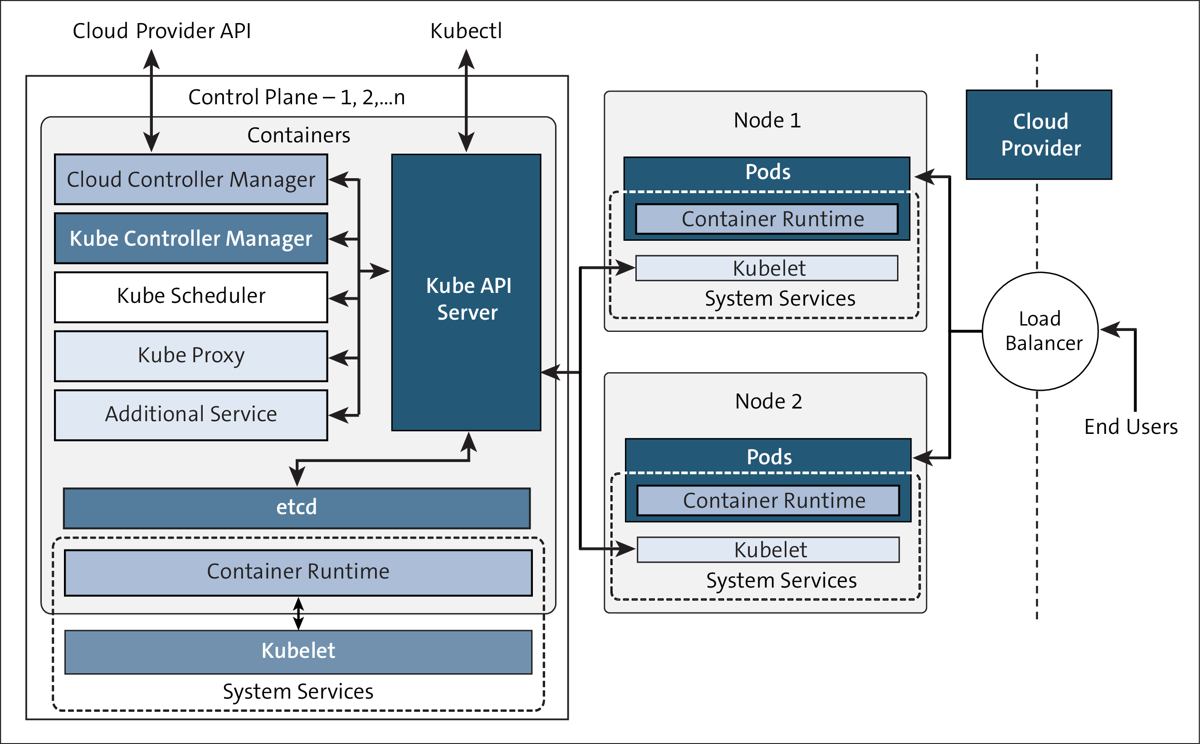 Cloud Provider API
Kubectl
Control Plane – 1, 2,...n
Containers
Cloud Controller Manager
Kube Controller Manager
Kube Scheduler
Kube Proxy
Additional Service
Kube API
Server
etcd
Container Runtime
Kubelet
System Services
Node 1
Pods
Container Runtime
Kubelet
System Services
Node 2
Pods
Container Runtime
Kubelet
System Services
Cloud
Provider
Load
Balancer
End Users